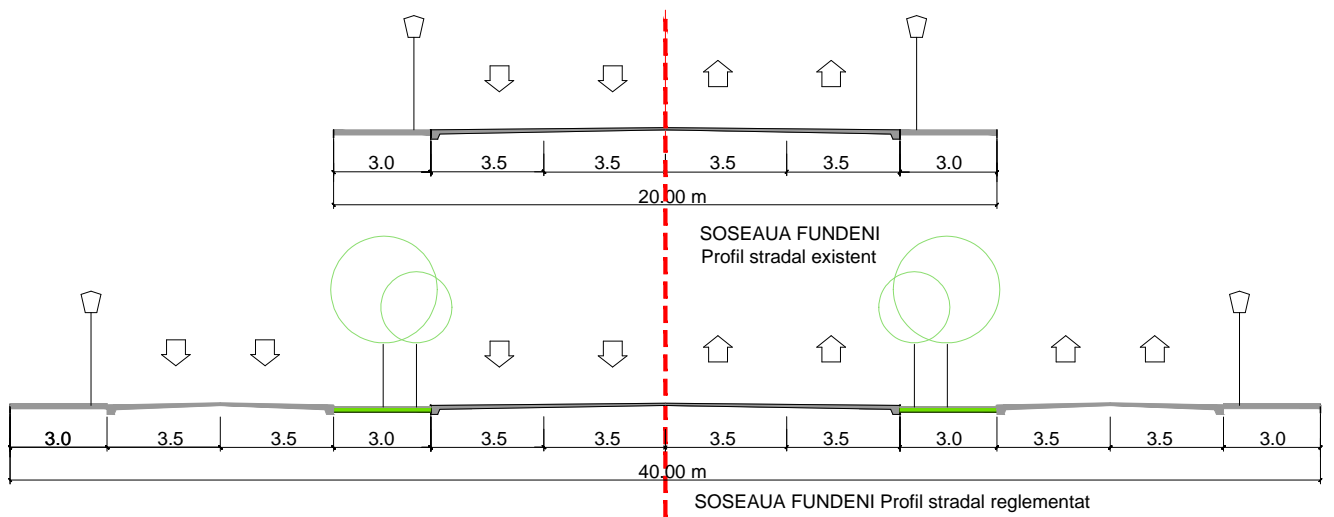 3.0 3.5 3.5 3.5 3.5 3.0
20.00 m
SOSEAUA FUNDENI
Profil stradal existent
3.0 3.5 3.5 3.0 3.5 3.5 3.5 3.5 3.0 3.5 3.5 3.0
40.00 m
SOSEAUA FUNDENI Profil stradal reglementat